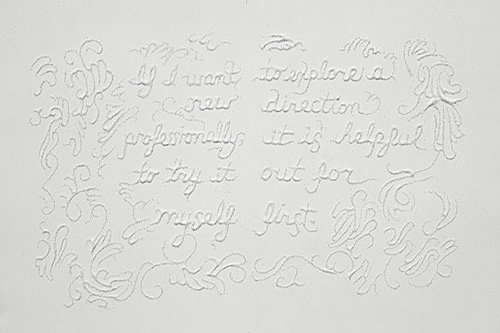 If I want to explore a
new direction
professionally, it is helpful
to try it out for
myself first.